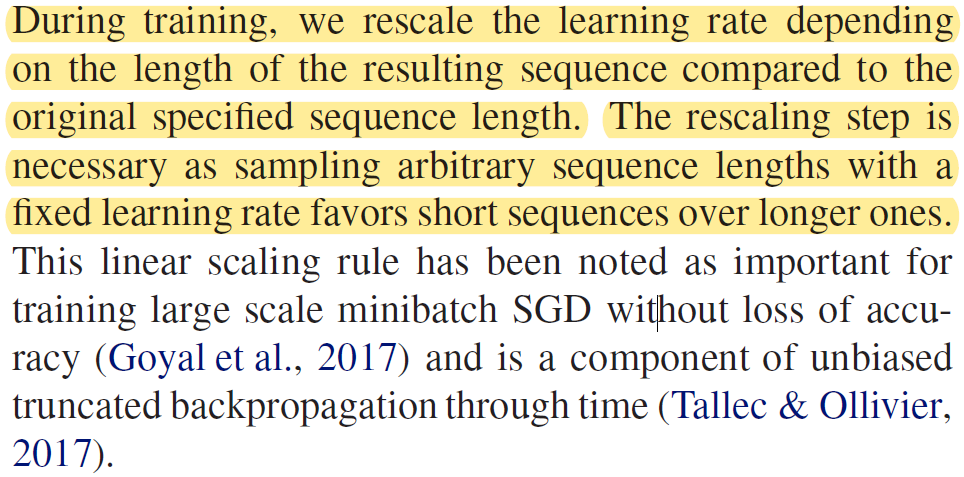 During training, we rescale the learning rate depending
on the length of the resulting sequence compared to the
original specified sequence length. The rescaling step is
necessary as sampling arbitrary sequence lengths with a
fixed learning rate favors short sequences over longer ones.
This linear scaling rule has been noted as important for
training large scale minibatch SGD without loss of accu-
racy (Goyal et al., 2017) and is a component of unbiased
truncated backpropagation through time (Tallec & Ollivier,
2017).